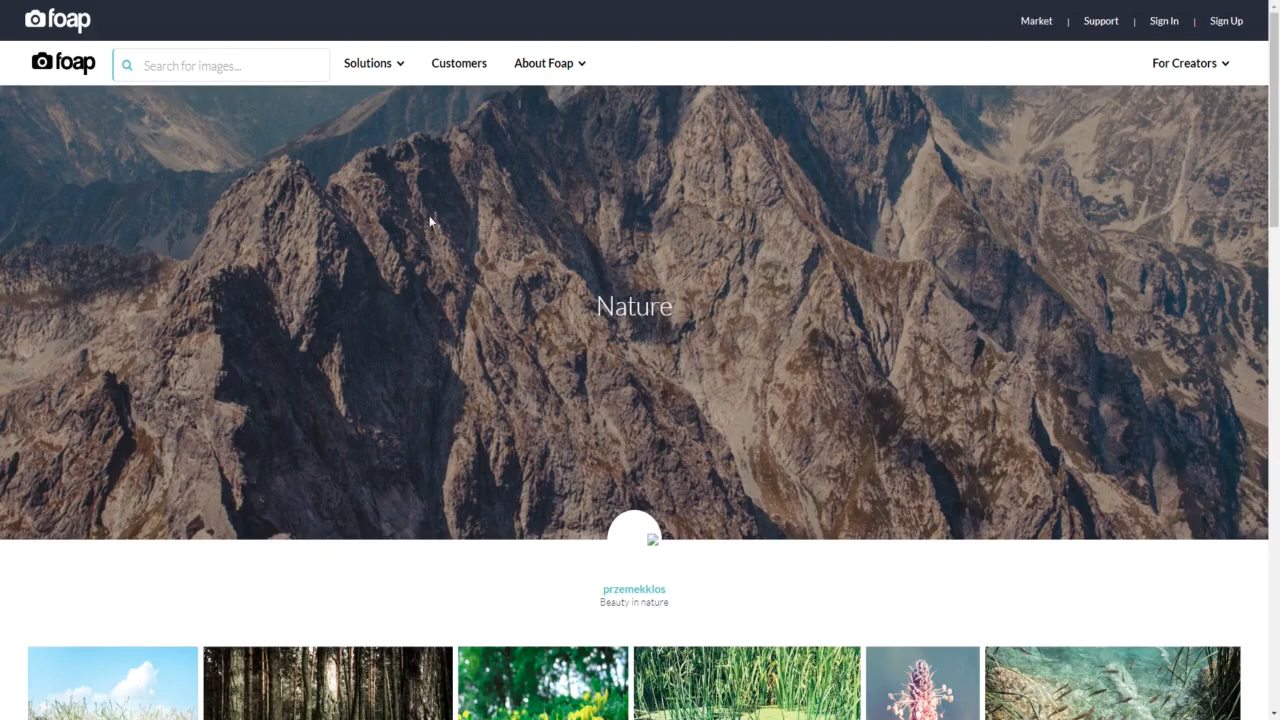 foap
Market | Support | Sign In | Sign Up
foap
Search for images...
Solutions
Customers
About Foap
For Creators
Nature
przemekklos
Beauty in nature